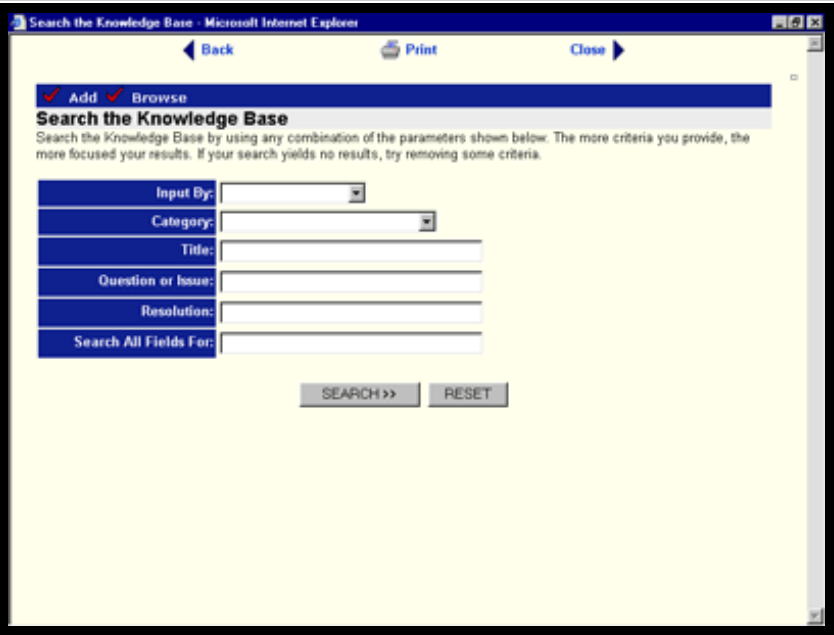 Search the Knowledge Base - Microsoft Internet Explorer
Back Print Close
Add Browse
Search the Knowledge Base
Search the Knowledge Base by using any combination of the parameters shown below. The more criteria you provide, the
more focused your results. If your search yields no results, try removing some criteria.
Input By:
Category:
Title:
Question or Issue:
Resolution:
Search All Fields For:
SEARCH >> RESET